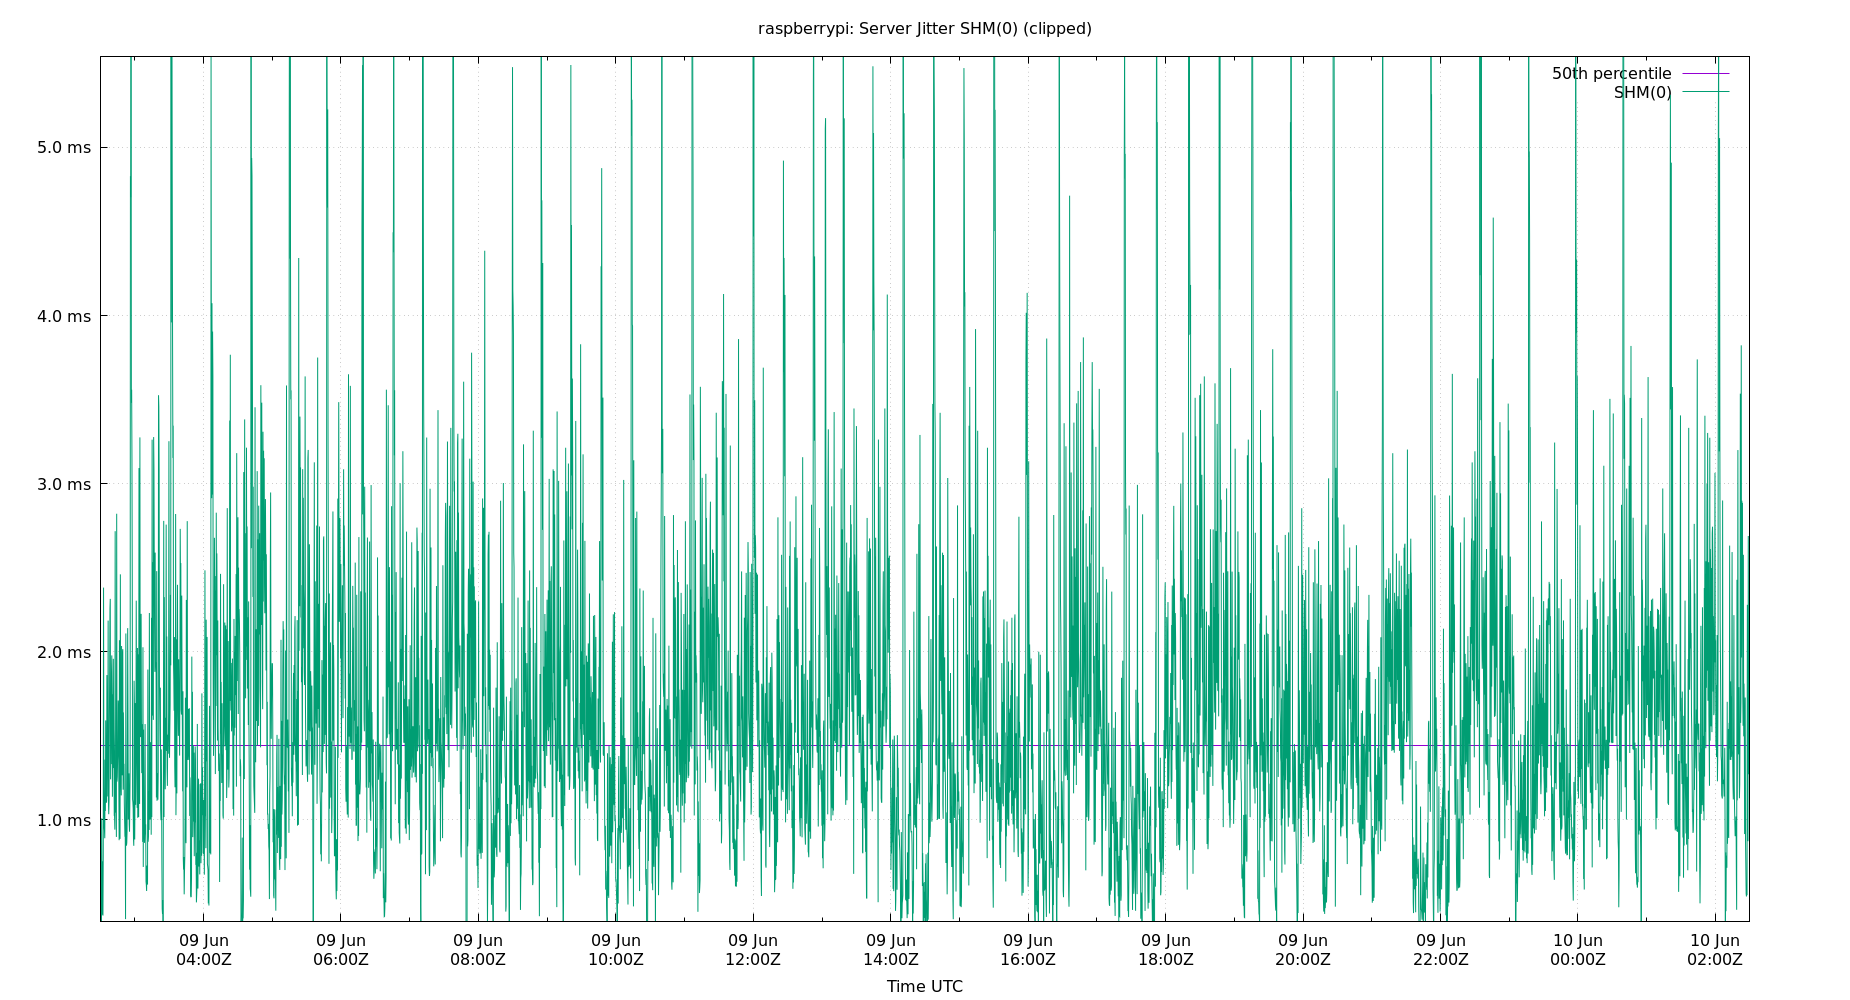 raspberrypi: Server Jitter SHM(0) (clipped)
50th percentile
SHM(0)
5.0 ms
4.0 ms
3.0 ms
2.0 ms
1.0 ms
09 Jun 09 Jun 09 Jun 09 Jun 09 Jun 09 Jun 09 Jun 09 Jun 09 Jun 09 Jun 10 Jun 10 Jun
04:00Z 06:00Z 08:00Z 10:00Z 12:00Z 14:00Z 16:00Z 18:00Z 20:00Z 22:00Z 00:00Z 02:00Z
Time UTC